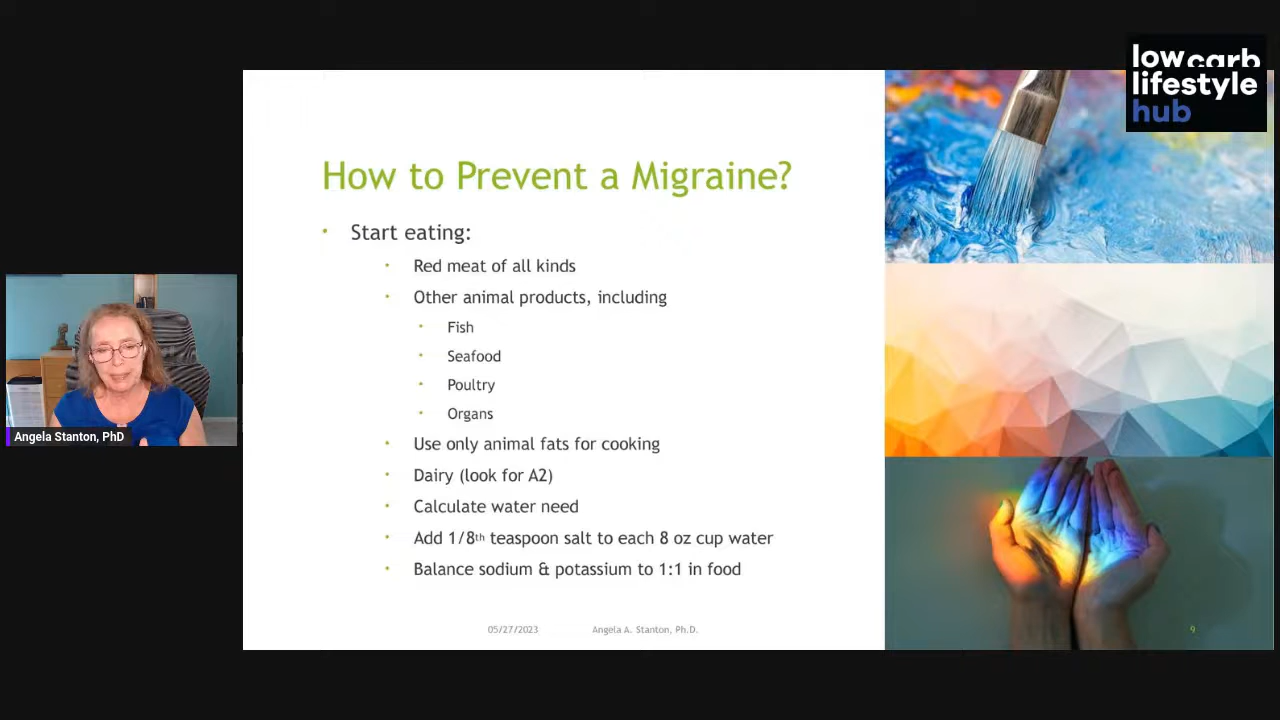 low carb
lifestyle
hub
How to Prevent a Migraine?
• Start eating:
• Red meat of all kinds
• Other animal products, including
• Fish
• Seafood
• Poultry
• Organs
• Use only animal fats for cooking
• Dairy (look for A2)
• Calculate water need
• Add 1/8th teaspoon salt to each 8 oz cup water
• Balance sodium & potassium to 1:1 in food
Angela Stanton, PhD
05/27/2023 Angela A. Stanton, Ph.D. 9